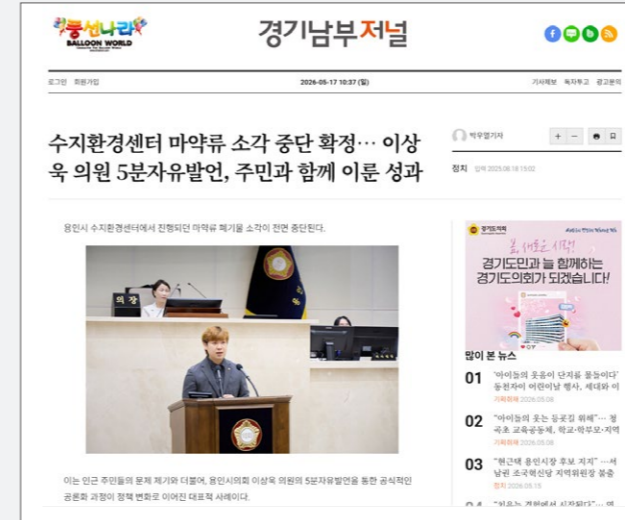 풍선나라
BALLOON WORLD
경기남부저널
로그인 회원가입
2026-05-17 10:37 (일)
기사제보 독자투고 광고문의
수지환경센터 마약류 소각 중단 확정… 이상
욱 의원 5분자유발언, 주민과 함께 이룬 성과
박우열기자
정치 입력 2025.08.18 15:02
용인시 수지환경센터에서 진행되던 마약류 폐기물 소각이 전면 중단된다.
의 장
경기도의회
봄, 새로운 시작!
경기도민과 늘 함께하는
경기도의회가 되겠습니다!
많이 본 뉴스
01 '아이들의 웃음이 단지를 물들이다'
동천자이 어린이날 행사, 세대와 이
기획취재 2026.05.08
02 "아이들의 웃는 등굣길 위해"… 정
곡초 교육공동체, 학교·학부모·지역
기획취재 2026.05.08
03 "현근택 용인시장 후보 지지" …서
남권 조국혁신당 지역위원장 불출
정치 2026.05.15
이는 인근 주민들의 문제 제기와 더불어, 용인시의회 이상욱 의원의 5분자유발언을 통한 공식적인
공론화 과정이 정책 변화로 이어진 대표적 사례이다.